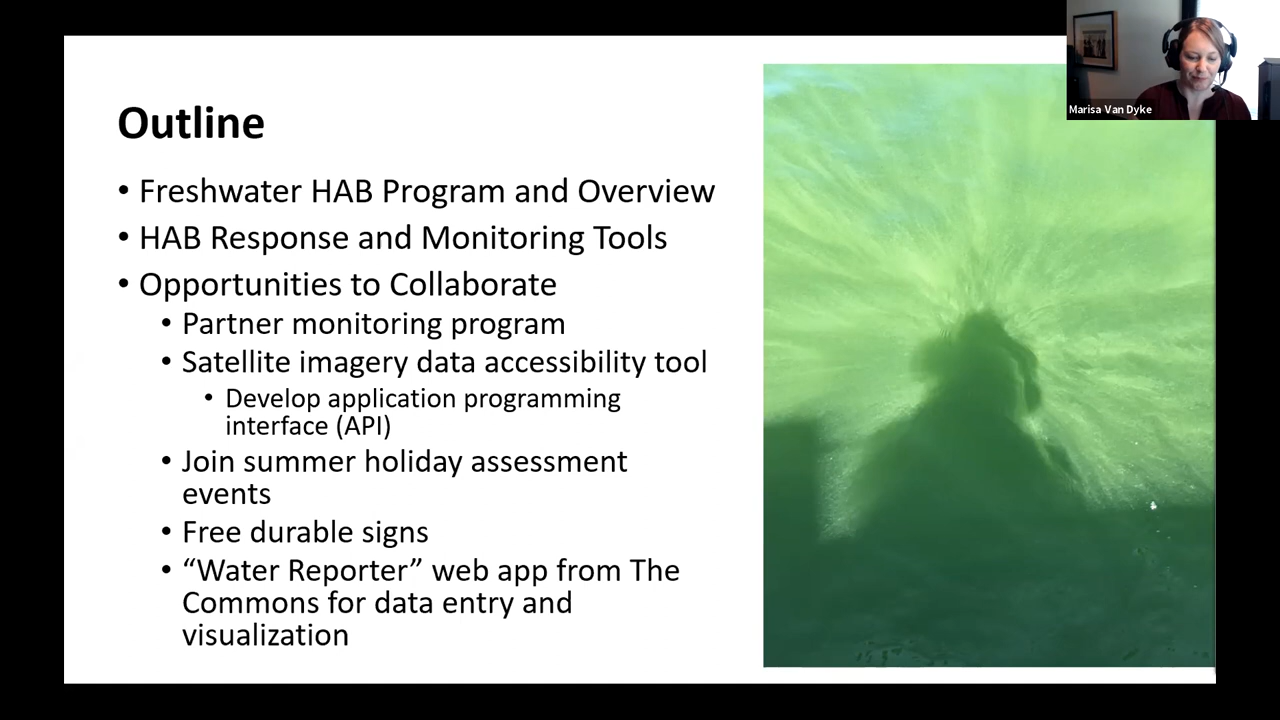 Marisa Van Dyke
Outline
• Freshwater HAB Program and Overview
• HAB Response and Monitoring Tools
• Opportunities to Collaborate
• Partner monitoring program
• Satellite imagery data accessibility tool
• Develop application programming
interface (API)
• Join summer holiday assessment
events
• Free durable signs
• “Water Reporter” web app from The
Commons for data entry and
visualization